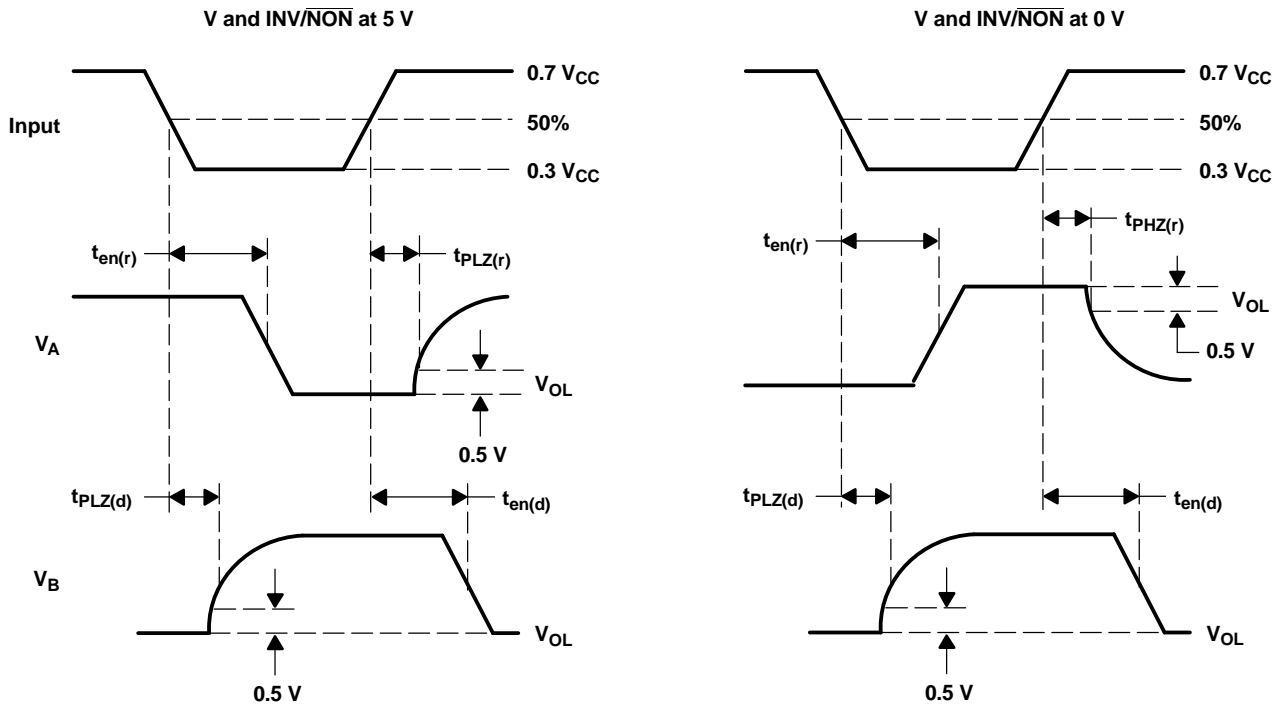 V and INV/NON at 5 V
V and INV/NON at 0 V
Input
0.7 VCC
50%
0.3 VCC
0.7 VCC
50%
0.3 VCC
ten(r)
tPLZ(r)
VA
VOL
0.5 V
ten(r)
tPHZ(r)
VOL
0.5 V
tPLZ(d)
ten(d)
VB
VOL
0.5 V
tPLZ(d)
ten(d)
VOL
0.5 V